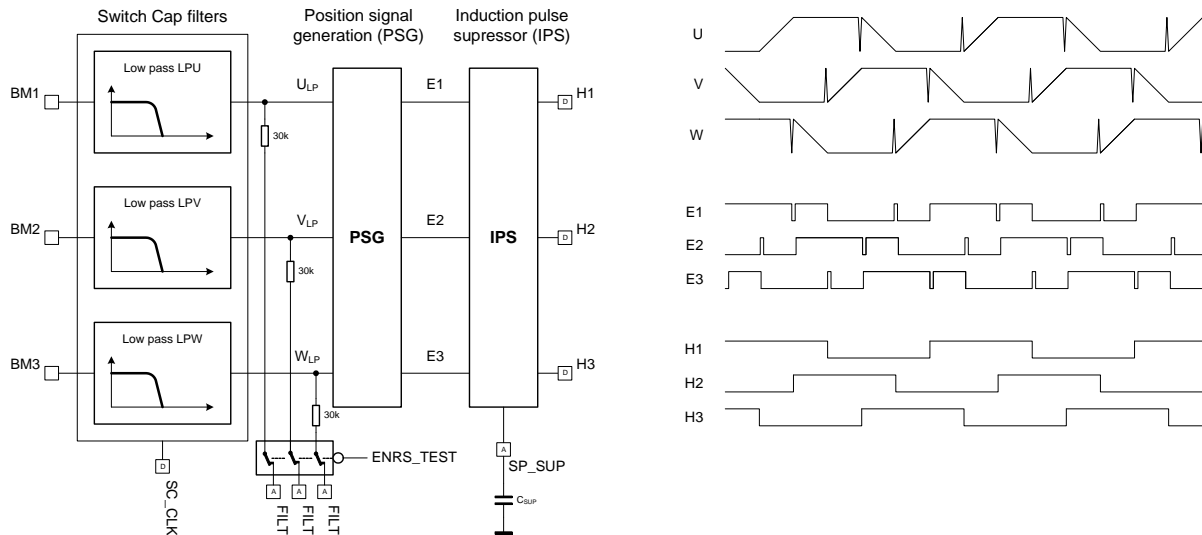 Switch Cap filters
Position signal
generation (PSG)
Induction pulse
supressor (IPS)
BM1
Low pass LPU
ULP
E1
D
H1
30k
BM2
Low pass LPV
VLP
PSG
E2
IPS
D
H2
30k
BM3
Low pass LPW
WLP
E3
D
H3
30k
ENRS_TEST
D
SC_CLK
A
A
A
FILT
FILT
FILT
A
SP_SUP
CSUP
U
V
W
E1
E2
E3
H1
H2
H3